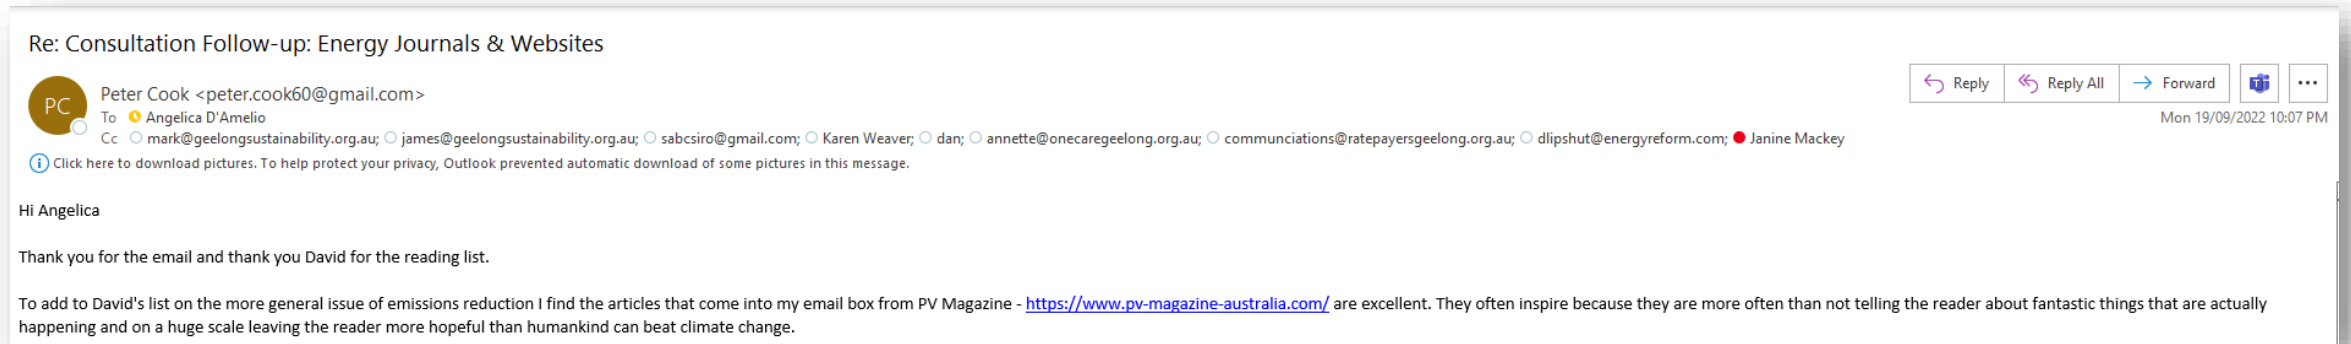 Re: Consultation Follow-up: Energy Journals & Websites
PC
Peter Cook <peter.cook60@gmail.com>
Reply
Reply All
Forward
To Angelica D'Amelio
Mon 19/09/2022 10:07 PM
Cc mark@geelongsustainability.org.au; james@geelongsustainability.org.au; sabcsiro@gmail.com; Karen Weaver; dan; annette@onecaregeelong.org.au; communciations@ratepayersgeelong.org.au; dlipshut@energyreform.com; Janine Mackey
Click here to download pictures. To help protect your privacy, Outlook prevented automatic download of some pictures in this message.
Hi Angelica
Thank you for the email and thank you David for the reading list.
To add to David's list on the more general issue of emissions reduction I find the articles that come into my email box from PV Magazine - https://www.pv-magazine-australia.com/ are excellent. They often inspire because they are more often than not telling the reader about fantastic things that are actually
happening and on a huge scale leaving the reader more hopeful than humankind can beat climate change.